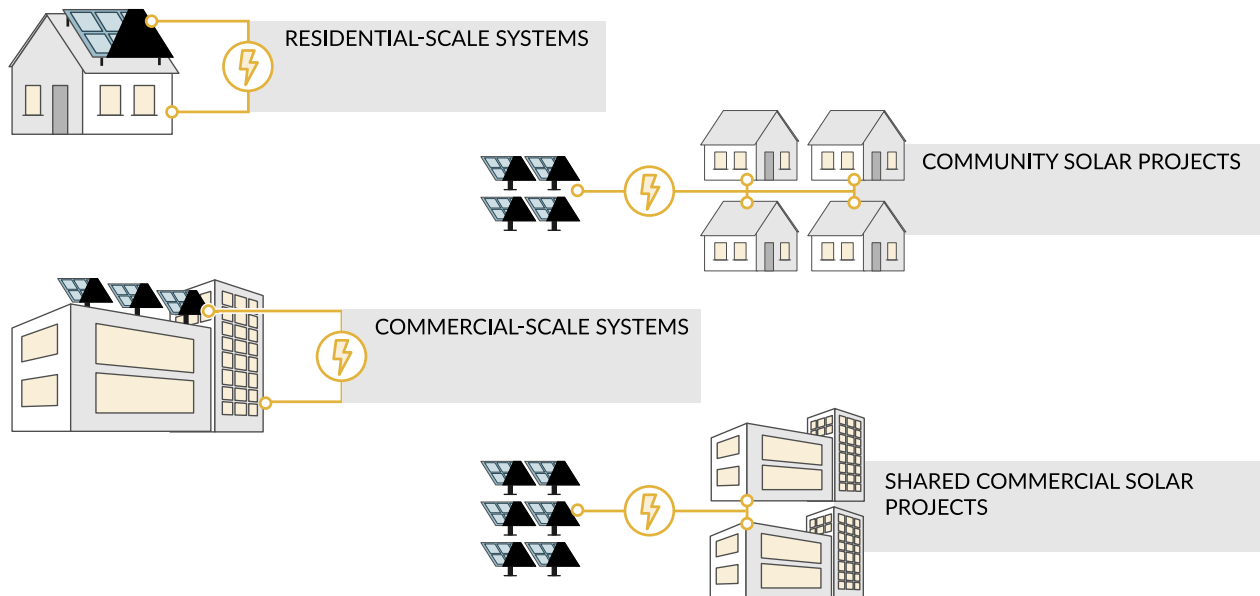 RESIDENTIAL-SCALE SYSTEMS
COMMUNITY SOLAR PROJECTS
COMMERCIAL-SCALE SYSTEMS
SHARED COMMERCIAL SOLAR
PROJECTS